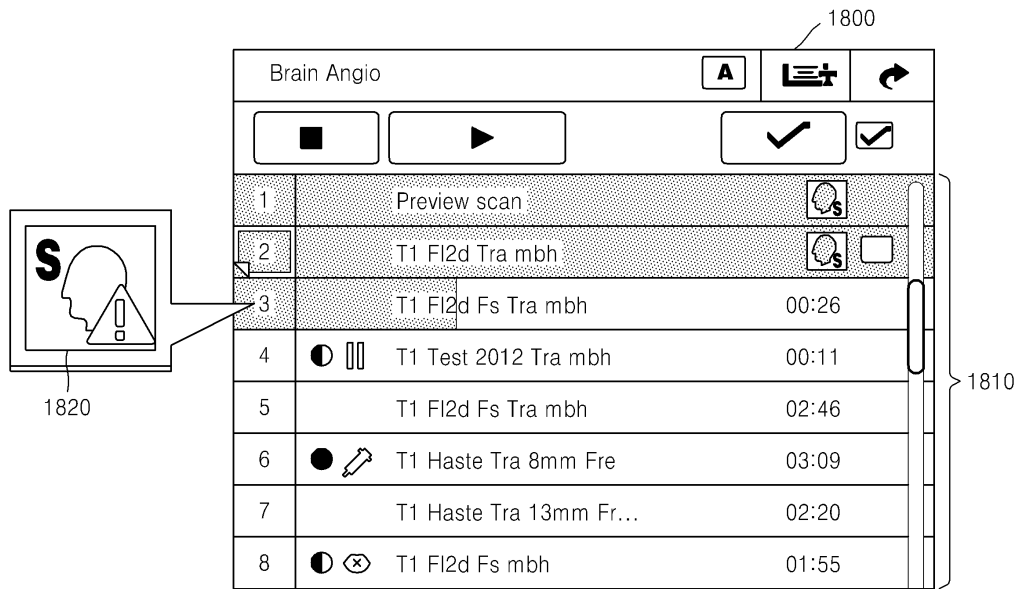 1800
Brain Angio A
1 Preview scan S
2 T1 Fl2d Tra mbh S
S
3 T1 Fl2d Fs Tra mbh 00:26
4 T1 Test 2012 Tra mbh 00:11
1810
1820
5 T1 Fl2d Fs Tra mbh 02:46
6 T1 Haste Tra 8mm Fre 03:09
7 T1 Haste Tra 13mm Fr... 02:20
8 T1 Fl2d Fs mbh 01:55